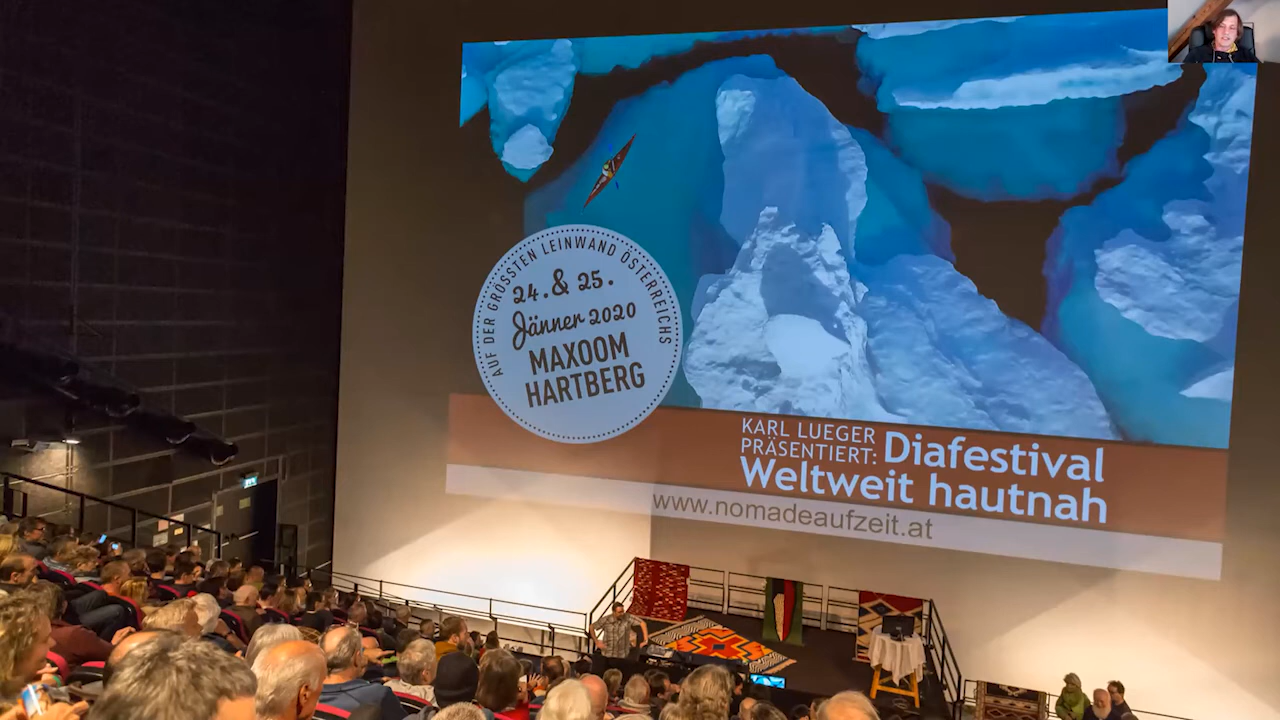 AUF DER GRÖSSTEN LEINWAND ÖSTERREICHS
24. & 25.
Jänner 2020
MAXOOM
HARTBERG
KARL LUEGER
PRÄSENTIERT: Diafestival
Weltweit hautnah
www.nomadeaufzeit.at